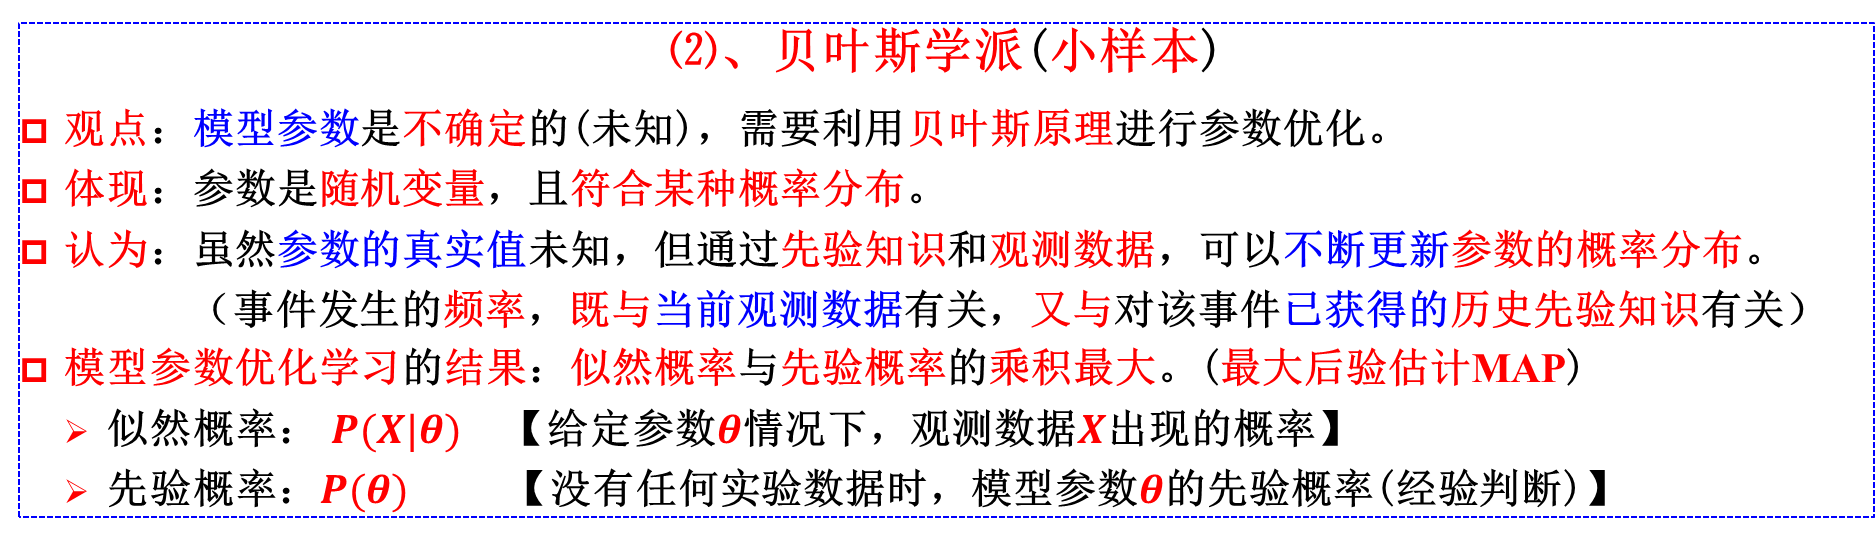 (2)、贝叶斯学派(小样本)
观点：模型参数是不确定的(未知)，需要利用贝叶斯原理进行参数优化。
体现：参数是随机变量，且符合某种概率分布。
认为：虽然参数的真实值未知，但通过先验知识和观测数据，可以不断更新参数的概率分布。
（事件发生的频率，既与当前观测数据有关，又与对该事件已获得的历史先验知识有关）
模型参数优化学习的结果：似然概率与先验概率的乘积最大。(最大后验估计MAP)
➢ 似然概率： P(X|θ) 【给定参数θ情况下，观测数据X出现的概率】
➢ 先验概率：P(θ) 【没有任何实验数据时，模型参数θ的先验概率(经验判断)】